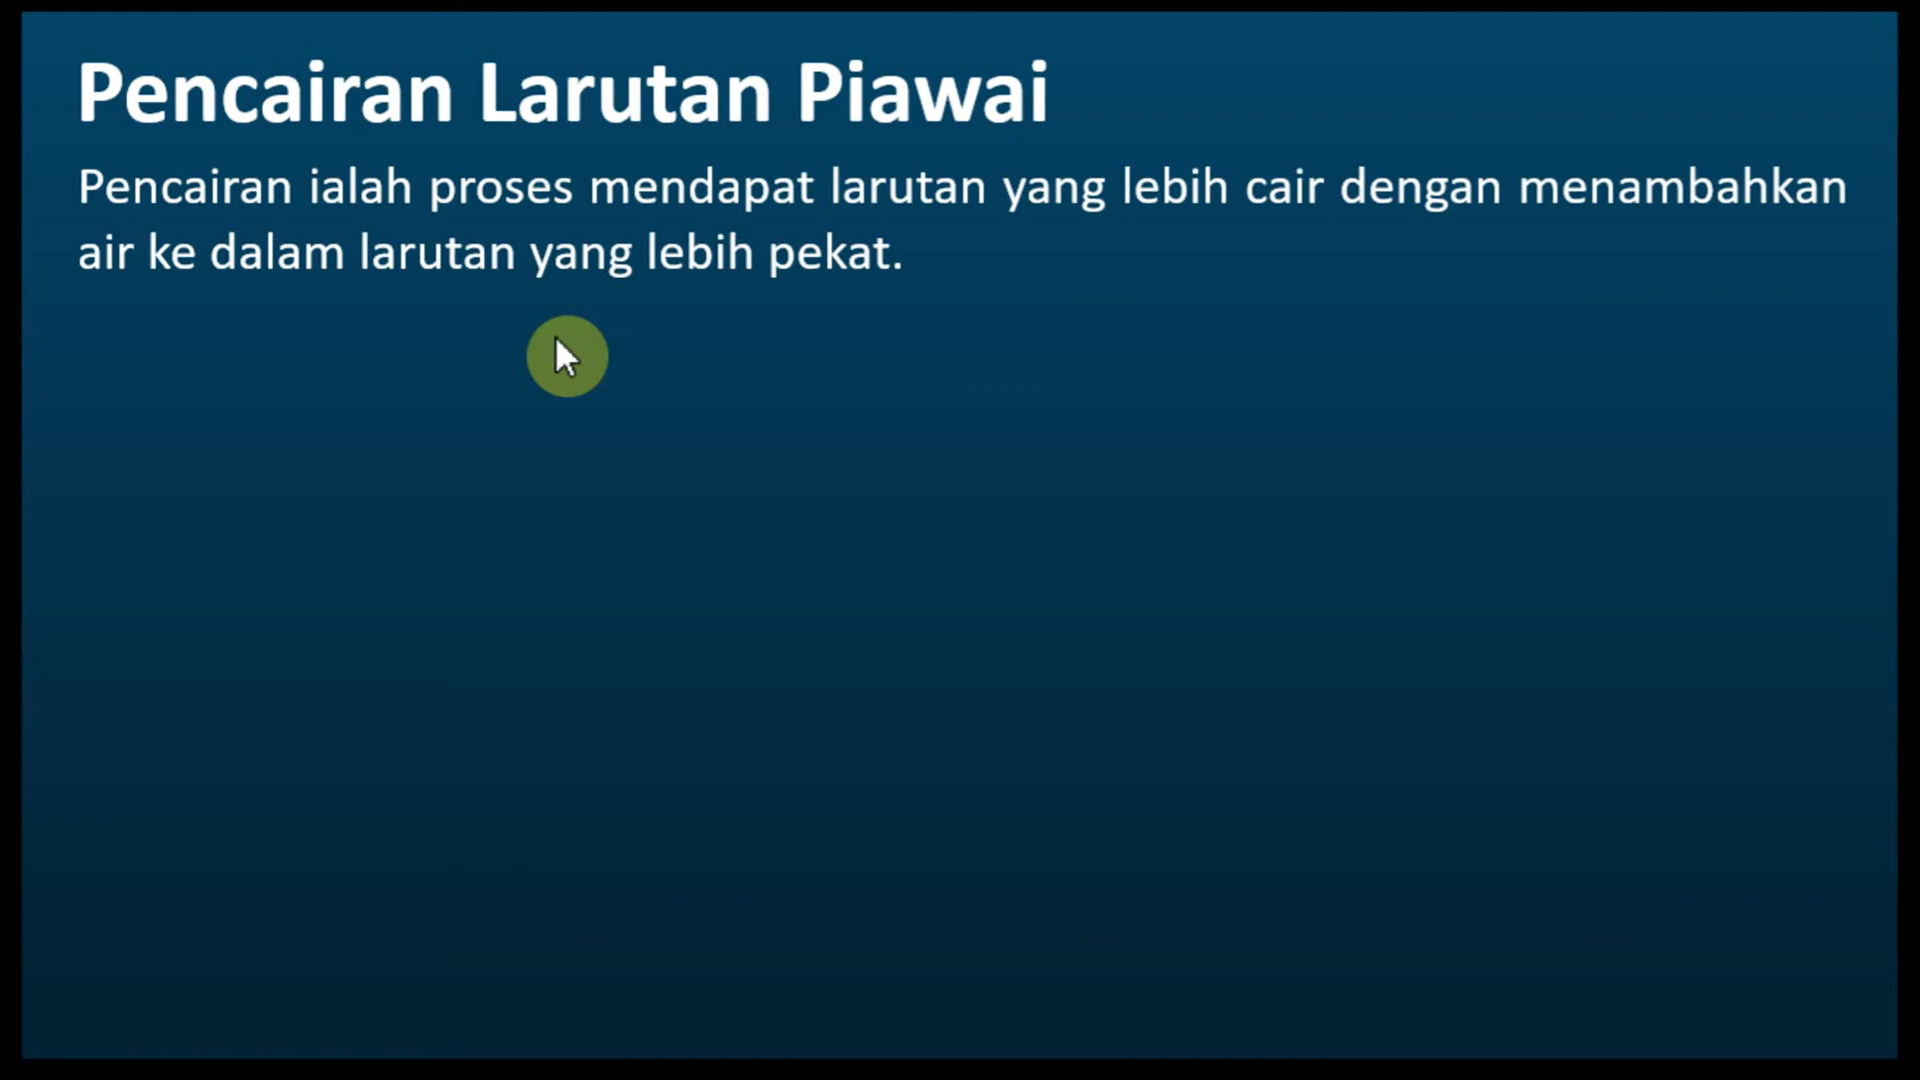 Pencairan Larutan Piawai
Pencairan ialah proses mendapat larutan yang lebih cair dengan menambahkan
air ke dalam larutan yang lebih pekat.